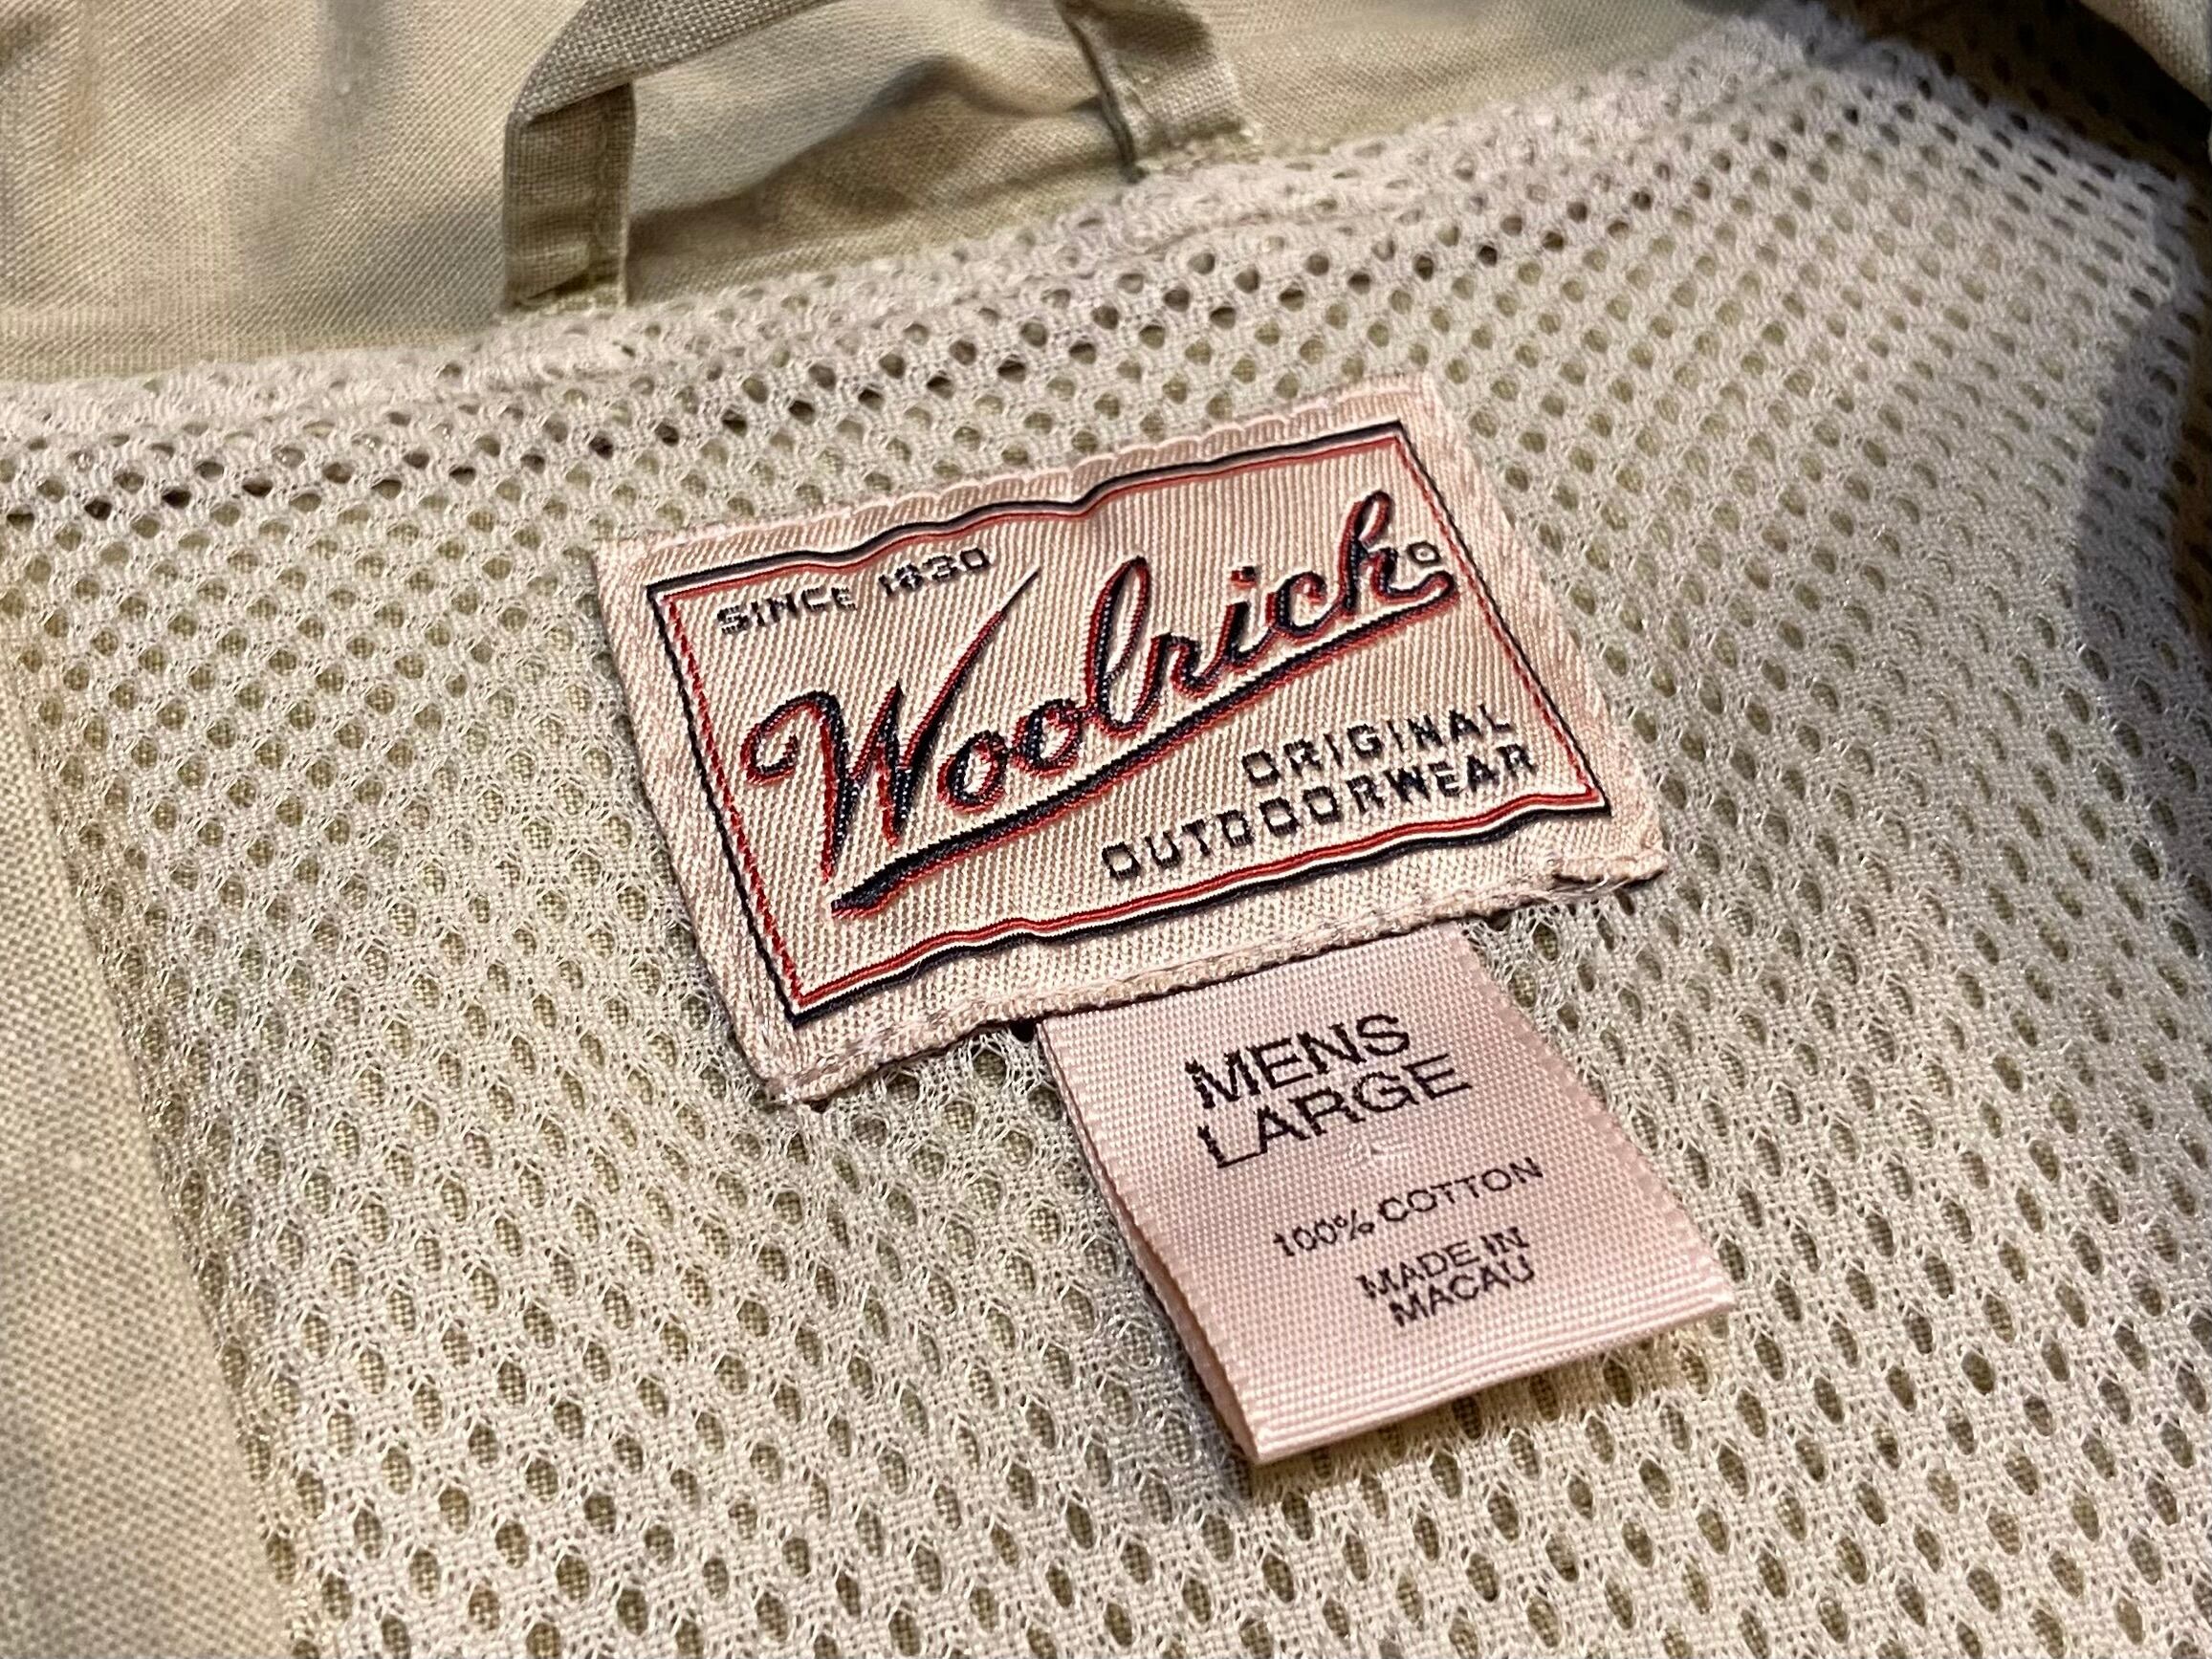 SINCE 1830
Woolrich®
ORIGINAL
OUTDOORWEAR
MENS
LARGE
100% COTTON
MADE IN
MACAU